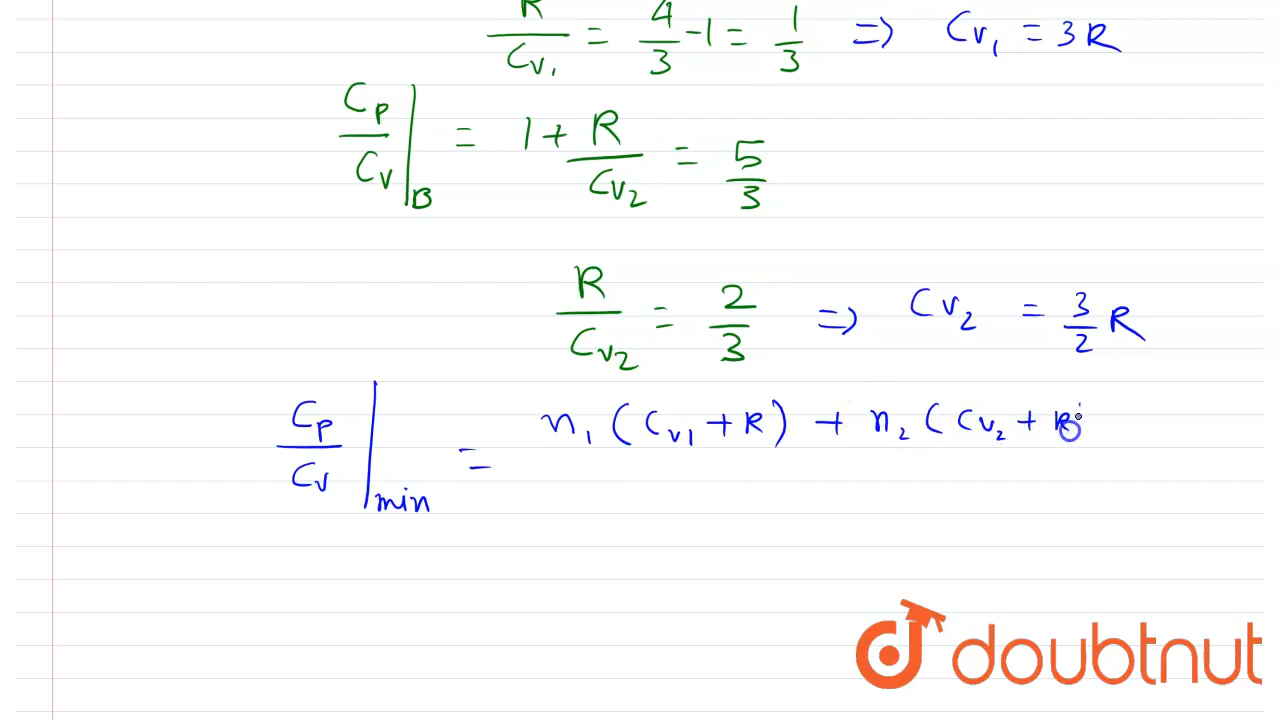 R/Cv1 = 4/3 - 1 = 1/3 => Cv1 = 3R
Cp/Cv|B = 1 + R/Cv2 = 5/3
R/Cv2 = 2/3 => Cv2 = 3/2 R
Cp/Cv|min = n1 (Cv1 + R) + n2 (Cv2 + R
doubtnut